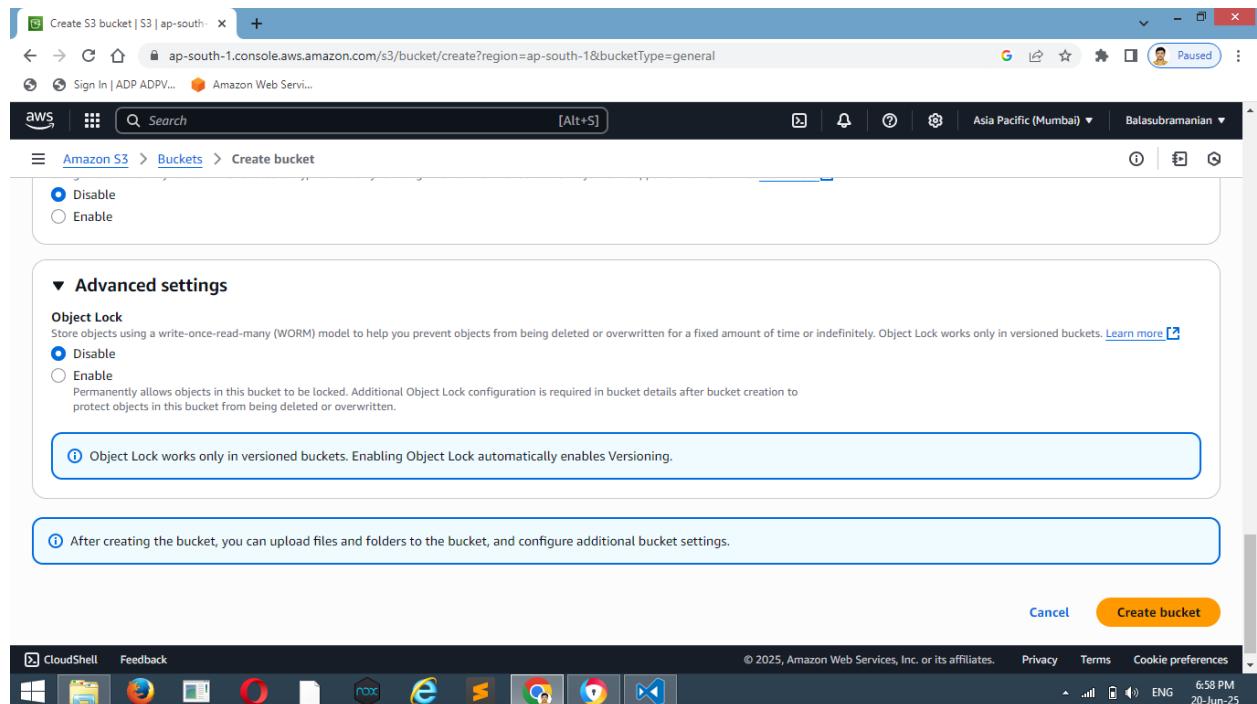 Create S3 bucket | S3 | ap-south-
ap-south-1.console.aws.amazon.com/s3/bucket/create?region=ap-south-1&bucketType=general
Paused
Sign In | ADP ADPV...
Amazon Web Servi...
aws
Search
[Alt+S]
Asia Pacific (Mumbai)
Balasubramanian
Amazon S3 > Buckets > Create bucket
Disable
Enable
Advanced settings
Object Lock
Store objects using a write-once-read-many (WORM) model to help you prevent objects from being deleted or overwritten for a fixed amount of time or indefinitely. Object Lock works only in versioned buckets. Learn more
Disable
Enable
Permanently allows objects in this bucket to be locked. Additional Object Lock configuration is required in bucket details after bucket creation to
protect objects in this bucket from being deleted or overwritten.
Object Lock works only in versioned buckets. Enabling Object Lock automatically enables Versioning.
After creating the bucket, you can upload files and folders to the bucket, and configure additional bucket settings.
Cancel
Create bucket
CloudShell
Feedback
© 2025, Amazon Web Services, Inc. or its affiliates.
Privacy
Terms
Cookie preferences
nox
ENG
6:58 PM
20-Jun-25